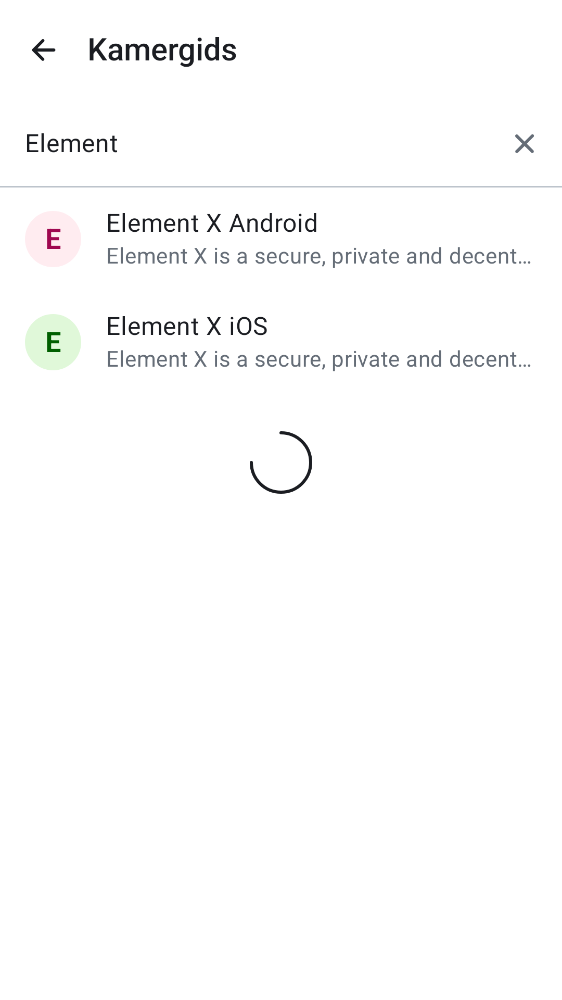 Kamergids
Element
E
Element X Android
Element X is a secure, private and decent...
E
Element X iOS
Element X is a secure, private and decent...